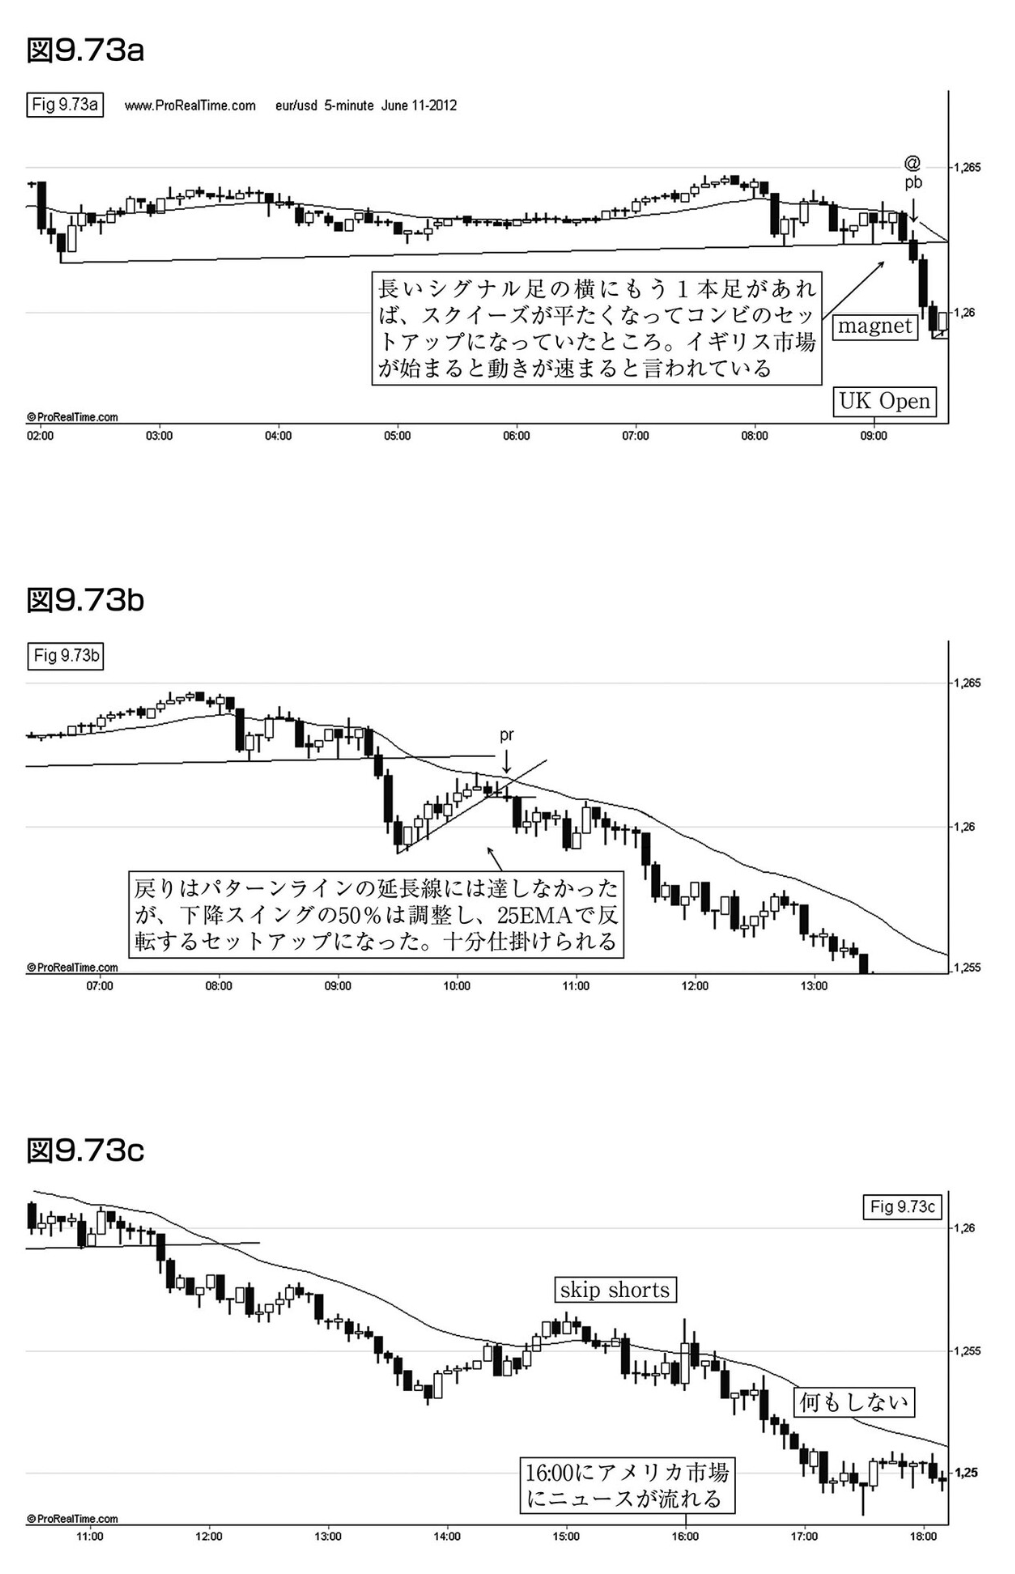 図9.73a
Fig 9.73a www.ProRealTime.com eur/usd 5-minute June 11-2012
@
pb
1,265
長いシグナル足の横にもう１本足があれ
ば、スクイーズが平たくなってコンビのセッ
トアップになっていたところ。イギリス市場
が始まると動きが速まると言われている
magnet
1,26
UK Open
©ProRealTime.com
02:00 03:00 04:00 05:00 06:00 07:00 08:00 09:00
図9.73b
Fig 9.73b
1,265
pr
1,26
戻りはパターンラインの延長線には達しなかった
が、下降スイングの50％は調整し、25EMAで反
転するセットアップになった。十分仕掛けられる
©ProRealTime.com
1,255
07:00 08:00 09:00 10:00 11:00 12:00 13:00
図9.73c
Fig 9.73c
1,26
skip shorts
1,255
何もしない
16:00にアメリカ市場
にニュースが流れる
1,25
©ProRealTime.com
11:00 12:00 13:00 14:00 15:00 16:00 17:00 18:00